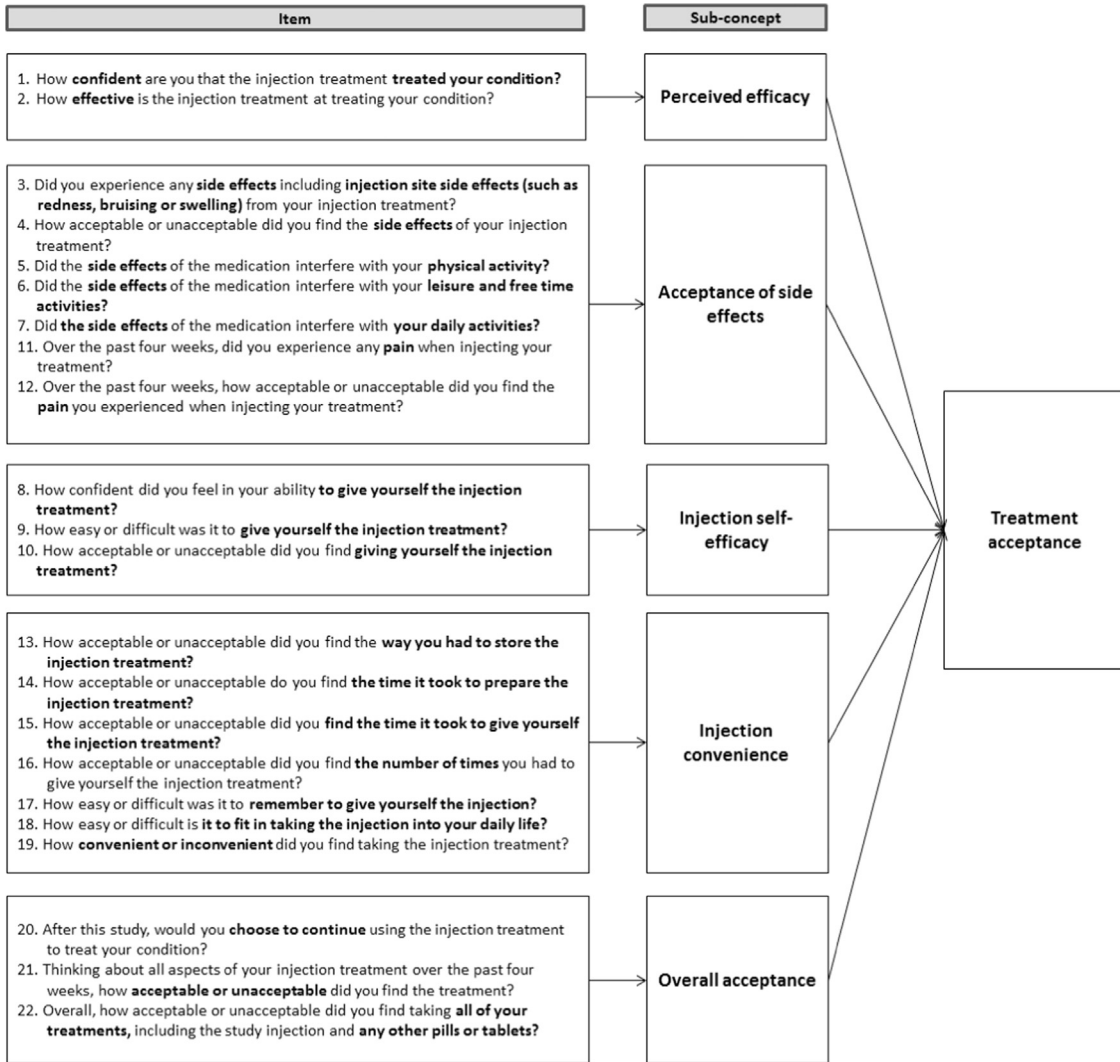 Item
Sub-concept
1. How confident are you that the injection treatment treated your condition?
2. How effective is the injection treatment at treating your condition?
Perceived efficacy
3. Did you experience any side effects including injection site side effects (such as
redness, bruising or swelling) from your injection treatment?
4. How acceptable or unacceptable did you find the side effects of your injection
treatment?
5. Did the side effects of the medication interfere with your physical activity?
6. Did the side effects of the medication interfere with your leisure and free time
activities?
7. Did the side effects of the medication interfere with your daily activities?
11. Over the past four weeks, did you experience any pain when injecting your
treatment?
12. Over the past four weeks, how acceptable or unacceptable did you find the
pain you experienced when injecting your treatment?
Acceptance of side
effects
8. How confident did you feel in your ability to give yourself the injection
treatment?
9. How easy or difficult was it to give yourself the injection treatment?
10. How acceptable or unacceptable did you find giving yourself the injection
treatment?
Injection self-
efficacy
Treatment
acceptance
13. How acceptable or unacceptable did you find the way you had to store the
injection treatment?
14. How acceptable or unacceptable do you find the time it took to prepare the
injection treatment?
15. How acceptable or unacceptable did you find the time it took to give yourself
the injection treatment?
16. How acceptable or unacceptable did you find the number of times you had to
give yourself the injection treatment?
17. How easy or difficult was it to remember to give yourself the injection?
18. How easy or difficult is it to fit in taking the injection into your daily life?
19. How convenient or inconvenient did you find taking the injection treatment?
Injection
convenience
20. After this study, would you choose to continue using the injection treatment
to treat your condition?
21. Thinking about all aspects of your injection treatment over the past four
weeks, how acceptable or unacceptable did you find the treatment?
22. Overall, how acceptable or unacceptable did you find taking all of your
treatments, including the study injection and any other pills or tablets?
Overall acceptance